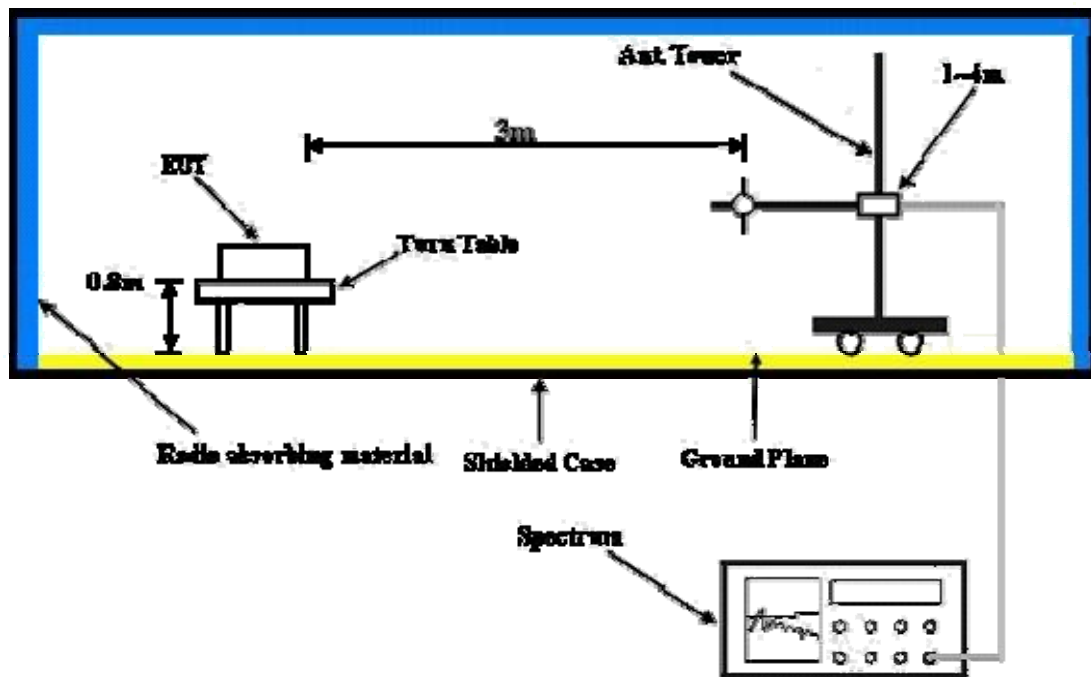 Ant. Tower
1~4m
3m
EUT
Turn Table
0.8m
Radio absorbing material
Shielded Case
Ground Plane
Spectrum